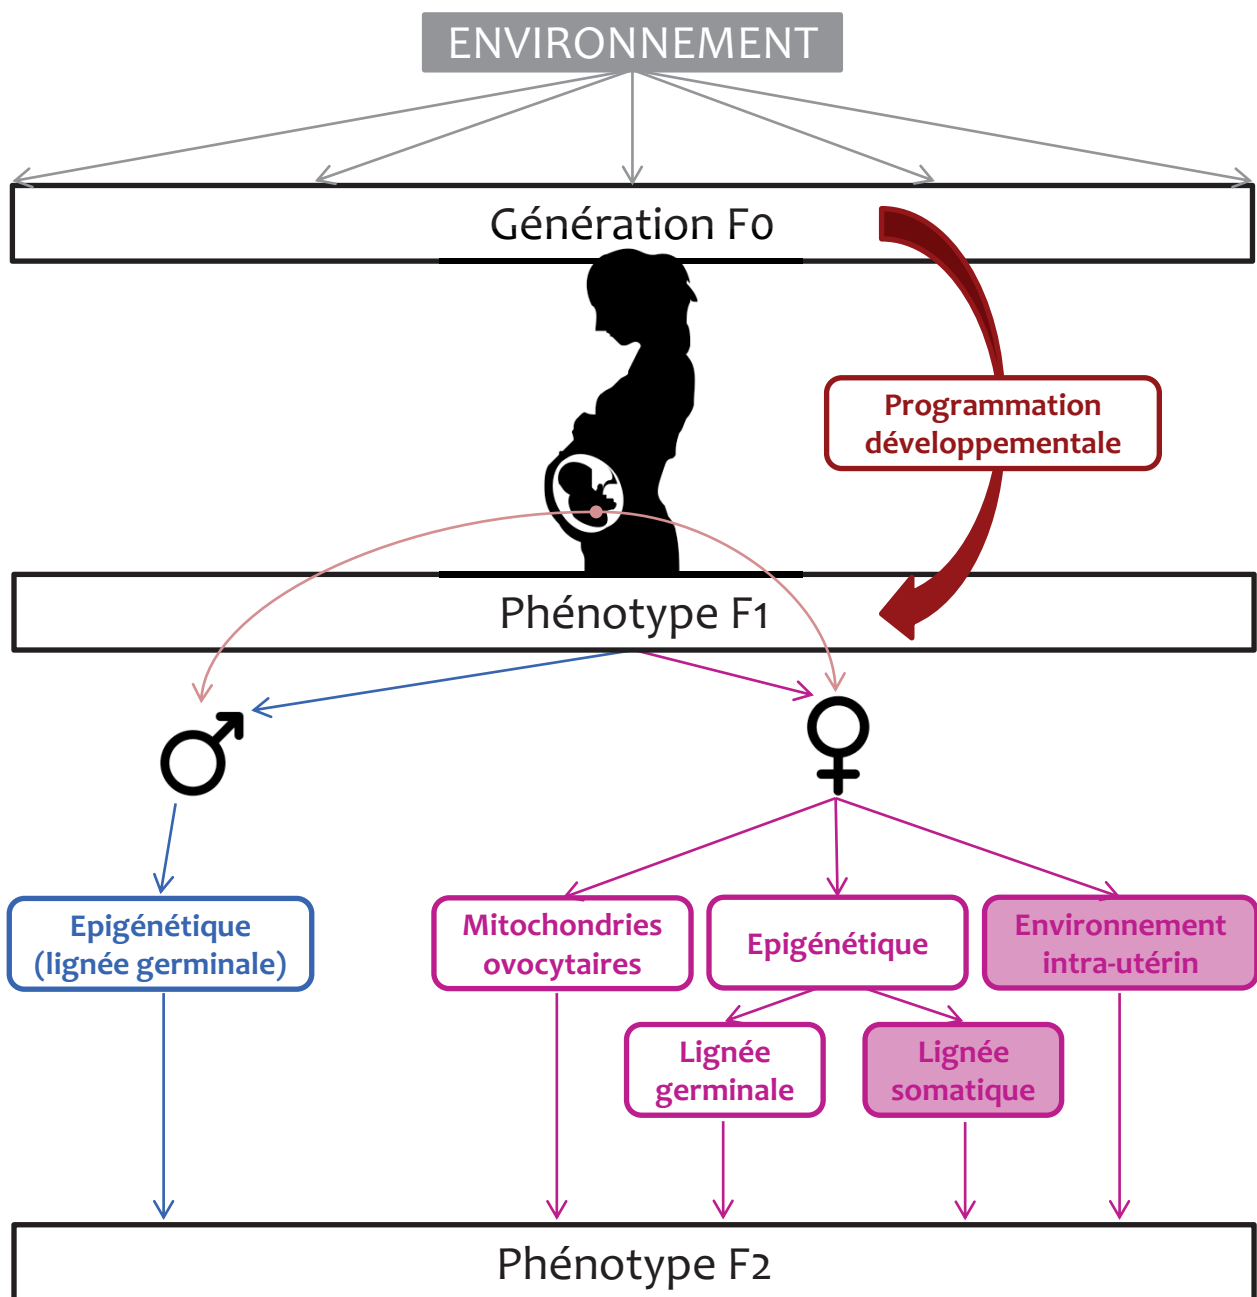 ENVIRONNEMENT
Génération F0
Programmation
développementale
Phénotype F1
Epigénétique
(lignée germinale)
Mitochondries
ovocytaires
Epigénétique
Environnement
intra-utérin
Lignée
germinale
Lignée
somatique
Phénotype F2